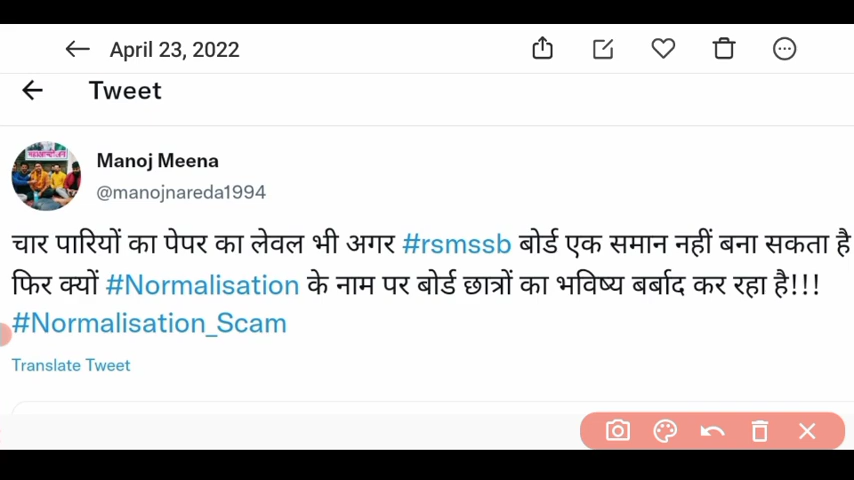 April 23, 2022
Tweet
Manoj Meena
@manojnareda1994
चार पारियों का पेपर का लेवल भी अगर #rsmssb बोर्ड एक समान नहीं बना सकता है
फिर क्यों #Normalisation के नाम पर बोर्ड छात्रों का भविष्य बर्बाद कर रहा है!!!
#Normalisation_Scam
Translate Tweet